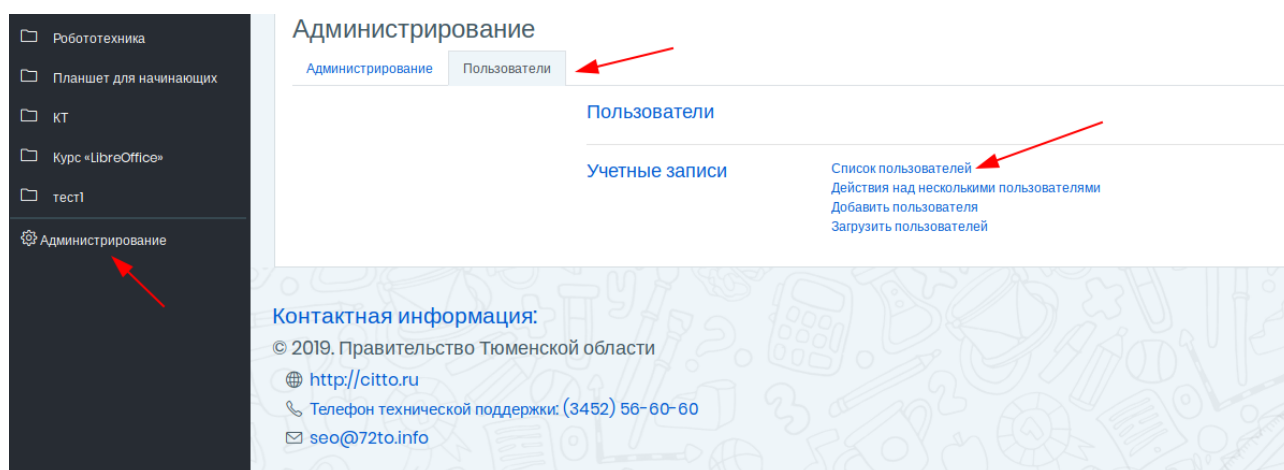 Робототехника
Планшет для начинающих
КТ
Курс «LibreOffice»
тест1
Администрирование
Администрирование
Администрирование Пользователи
Пользователи
Учетные записи
Список пользователей
Действия над несколькими пользователями
Добавить пользователя
Загрузить пользователей
Контактная информация:
© 2019. Правительство Тюменской области
http://citto.ru
Телефон технической поддержки: (3452) 56-60-60
seo@72to.info